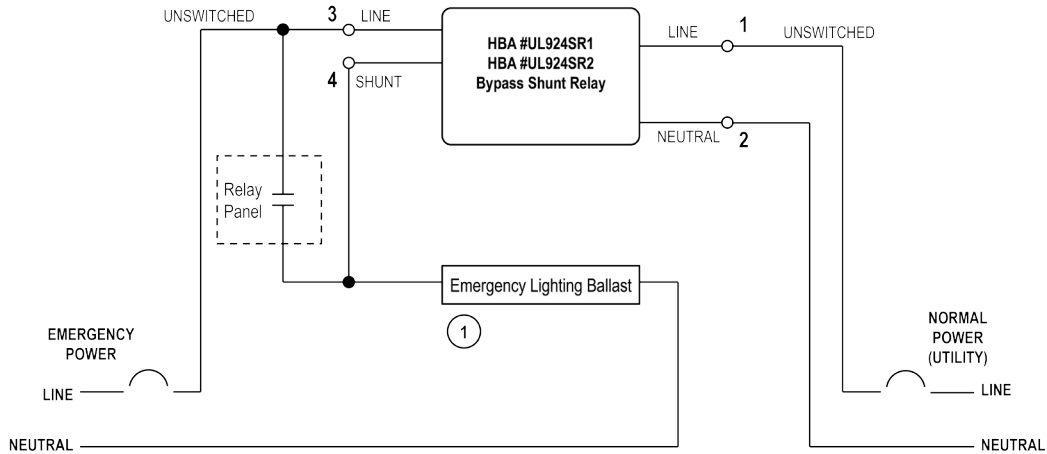 UNSWITCHED
3
LINE
4
SHUNT
HBA #UL924SR1
HBA #UL924SR2
Bypass Shunt Relay
LINE
1
UNSWITCHED
NEUTRAL
2
Relay
Panel
Emergency Lighting Ballast
1
EMERGENCY
POWER
LINE
NEUTRAL
NORMAL
POWER
(UTILITY)
LINE
NEUTRAL